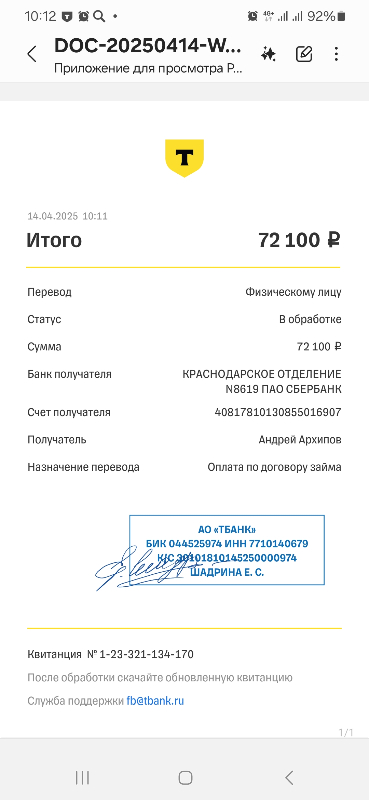 10:12
4G+
92%
DOC-20250414-W...
Приложение для просмотра P...
Т
14.04.2025 10:11
Итого 72 100 ₽
Перевод Физическому лицу
Статус В обработке
Сумма 72 100 ₽
Банк получателя КРАСНОДАРСКОЕ ОТДЕЛЕНИЕ
N8619 ПАО СБЕРБАНК
Счет получателя 40817810130855016907
Получатель Андрей Архипов
Назначение перевода Оплата по договору займа
АО «ТБАНК»
БИК 044525974 ИНН 7710140679
К/С 30101810145250000974
ШАДРИНА Е. С.
Квитанция № 1-23-321-134-170
После обработки скачайте обновленную квитанцию
Служба поддержки fb@tbank.ru
1/1